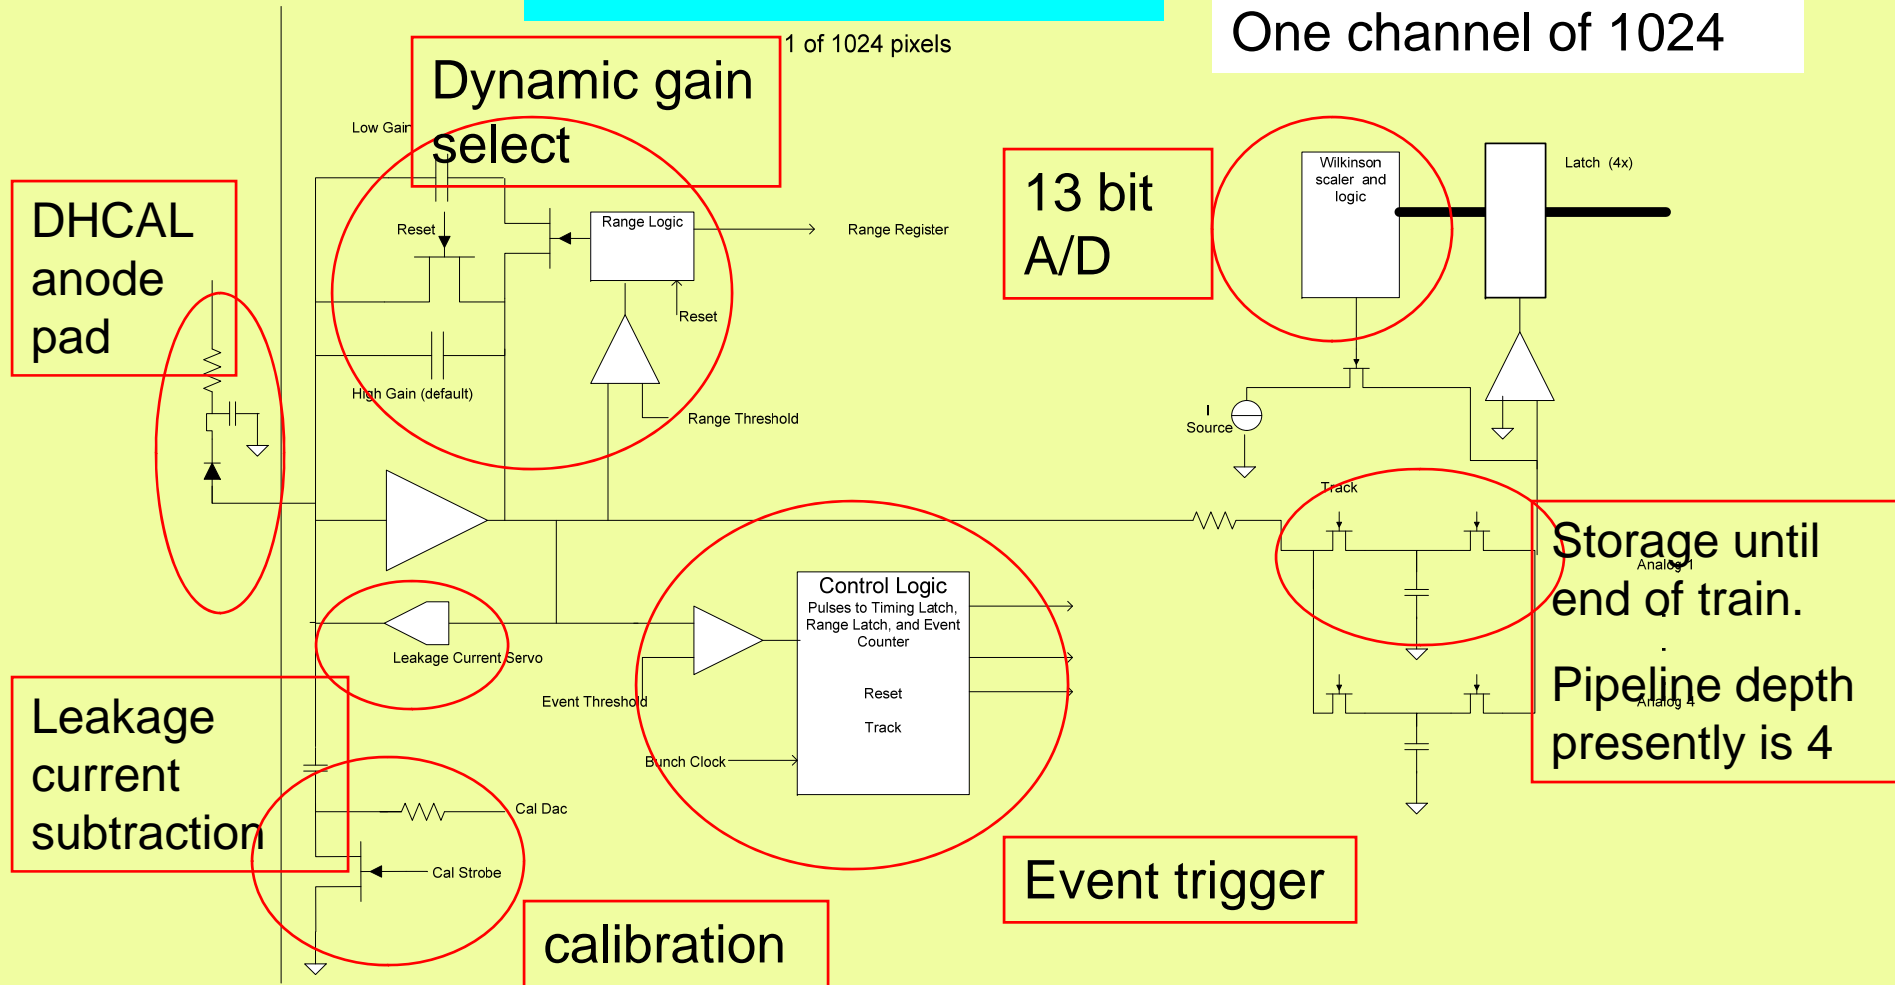 One channel of 1024
1 of 1024 pixels
Dynamic gain
select
Low Gain
DHCAL
anode
pad
Reset
Range Logic
Range Register
Reset
High Gain (default)
Range Threshold
13 bit
A/D
Wilkinson
scaler and
logic
Latch (4x)
I
Source
Track
Storage until
end of train.
Pipeline depth
presently is 4
Analog 1
.
.
Analog 4
Control Logic
Pulses to Timing Latch,
Range Latch, and Event
Counter
Reset
Track
Leakage Current Servo
Event Threshold
Bunch Clock
Leakage
current
subtraction
Cal Dac
Cal Strobe
Event trigger
calibration